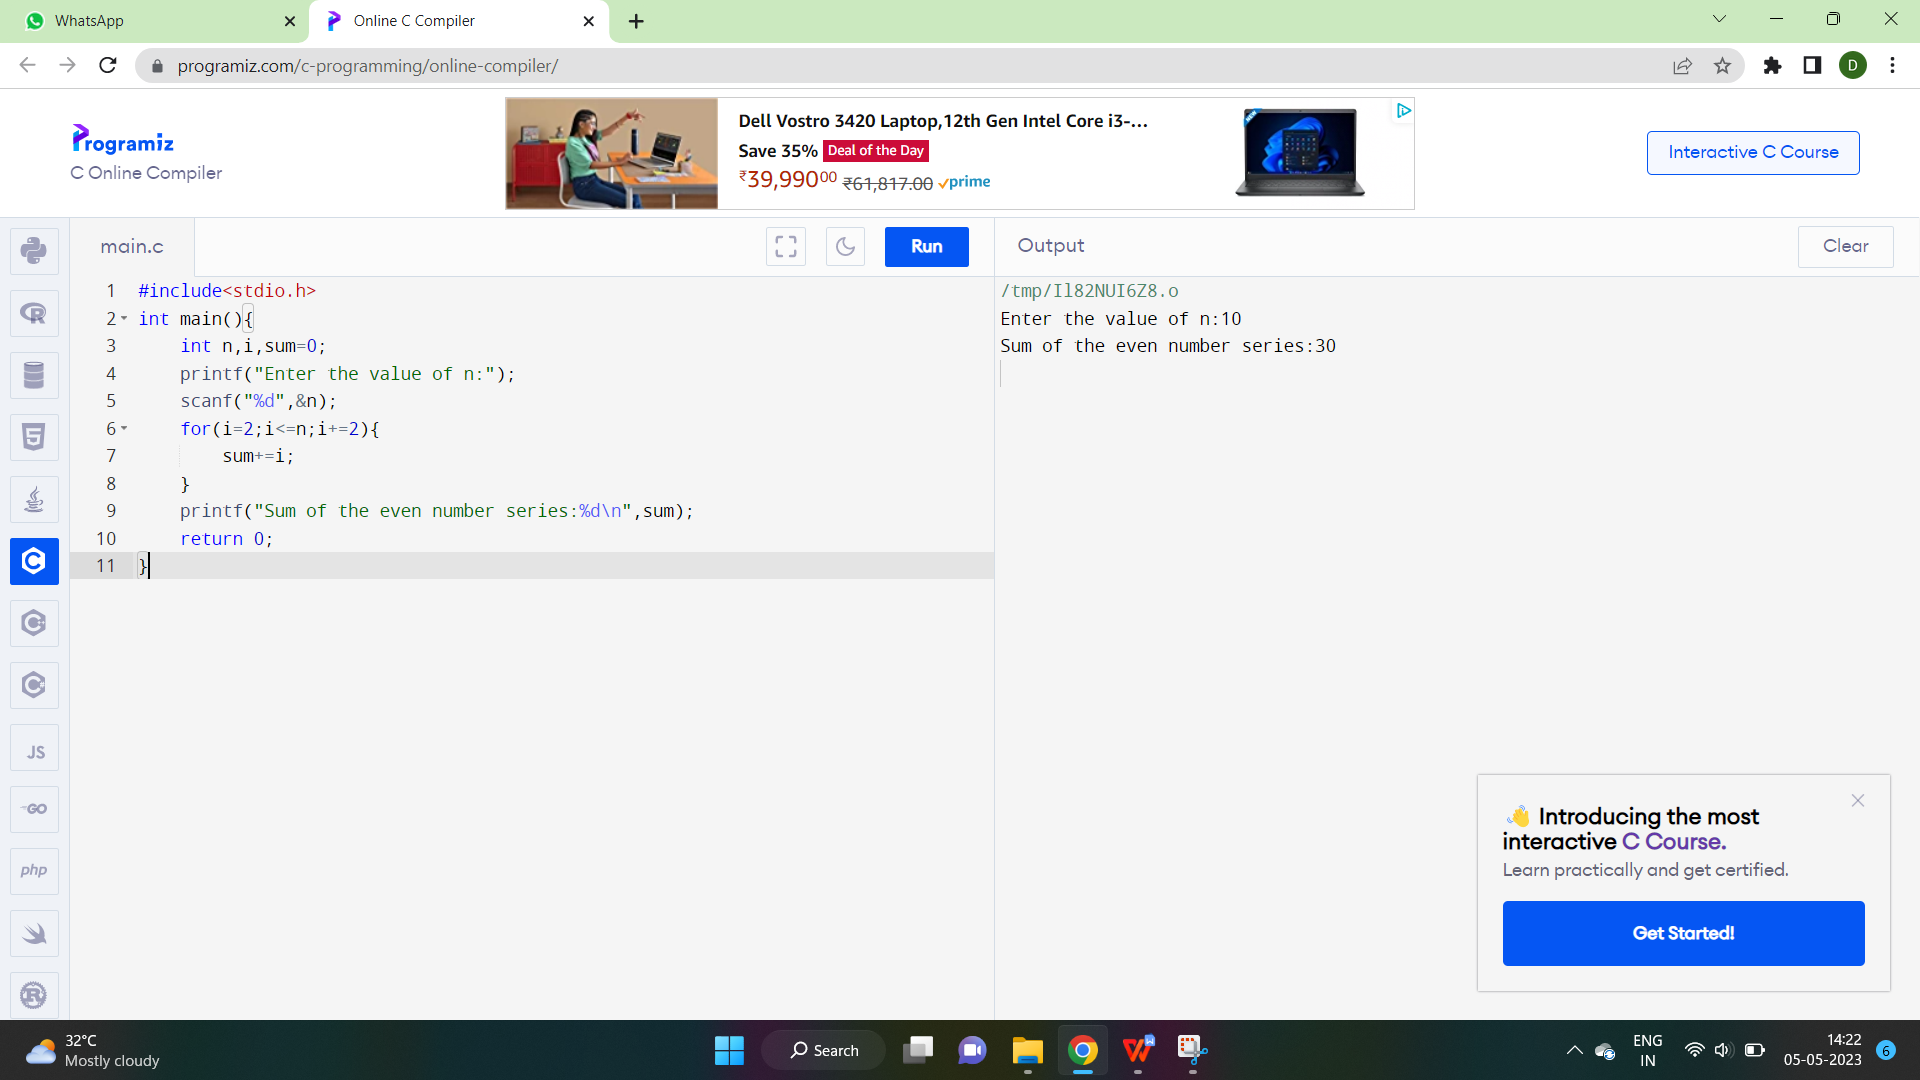 WhatsApp
Online C Compiler
programiz.com/c-programming/online-compiler/
D
Programiz
C Online Compiler
Dell Vostro 3420 Laptop,12th Gen Intel Core i3-...
Save 35% Deal of the Day
₹39,99000 ₹61,817.00 prime
NEW
Interactive C Course
main.c
Run
Output
Clear
1 #include<stdio.h>
2 int main(){
3 int n,i,sum=0;
4 printf("Enter the value of n:");
5 scanf("%d",&n);
6 for(i=2;i<=n;i+=2){
7 sum+=i;
8 }
9 printf("Sum of the even number series:%d\n",sum);
10 return 0;
11 }
/tmp/Il82NUI6Z8.o
Enter the value of n:10
Sum of the even number series:30
R
5
C
JS
GO
php
R
👋 Introducing the most
interactive C Course.
Learn practically and get certified.
Get Started!
32°C
Mostly cloudy
Search
W
ENG
IN
14:22
05-05-2023
6